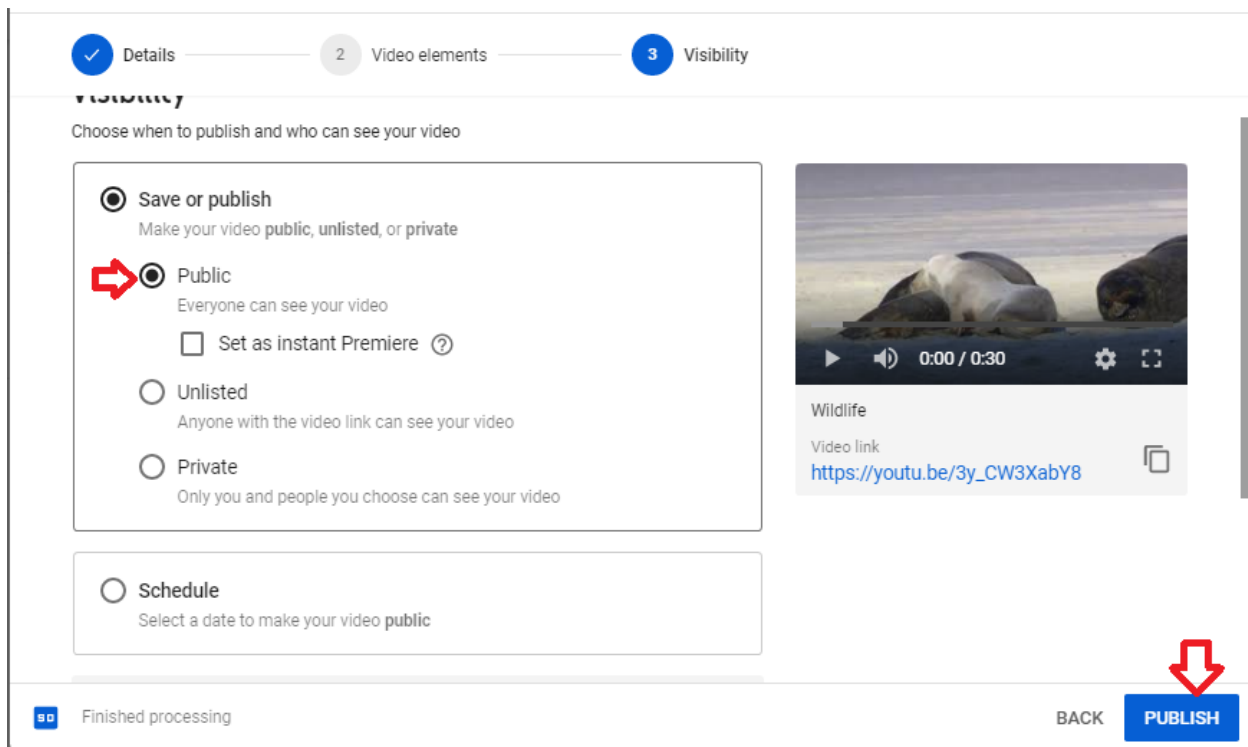 Details
2
Video elements
3
Visibility
Visibility
Choose when to publish and who can see your video
Save or publish
Make your video public, unlisted, or private
Public
Everyone can see your video
Set as instant Premiere ?
Unlisted
Anyone with the video link can see your video
Private
Only you and people you choose can see your video
Schedule
Select a date to make your video public
0:00 / 0:30
Wildlife
Video link
https://youtu.be/3y_CW3XabY8
SD
Finished processing
BACK
PUBLISH